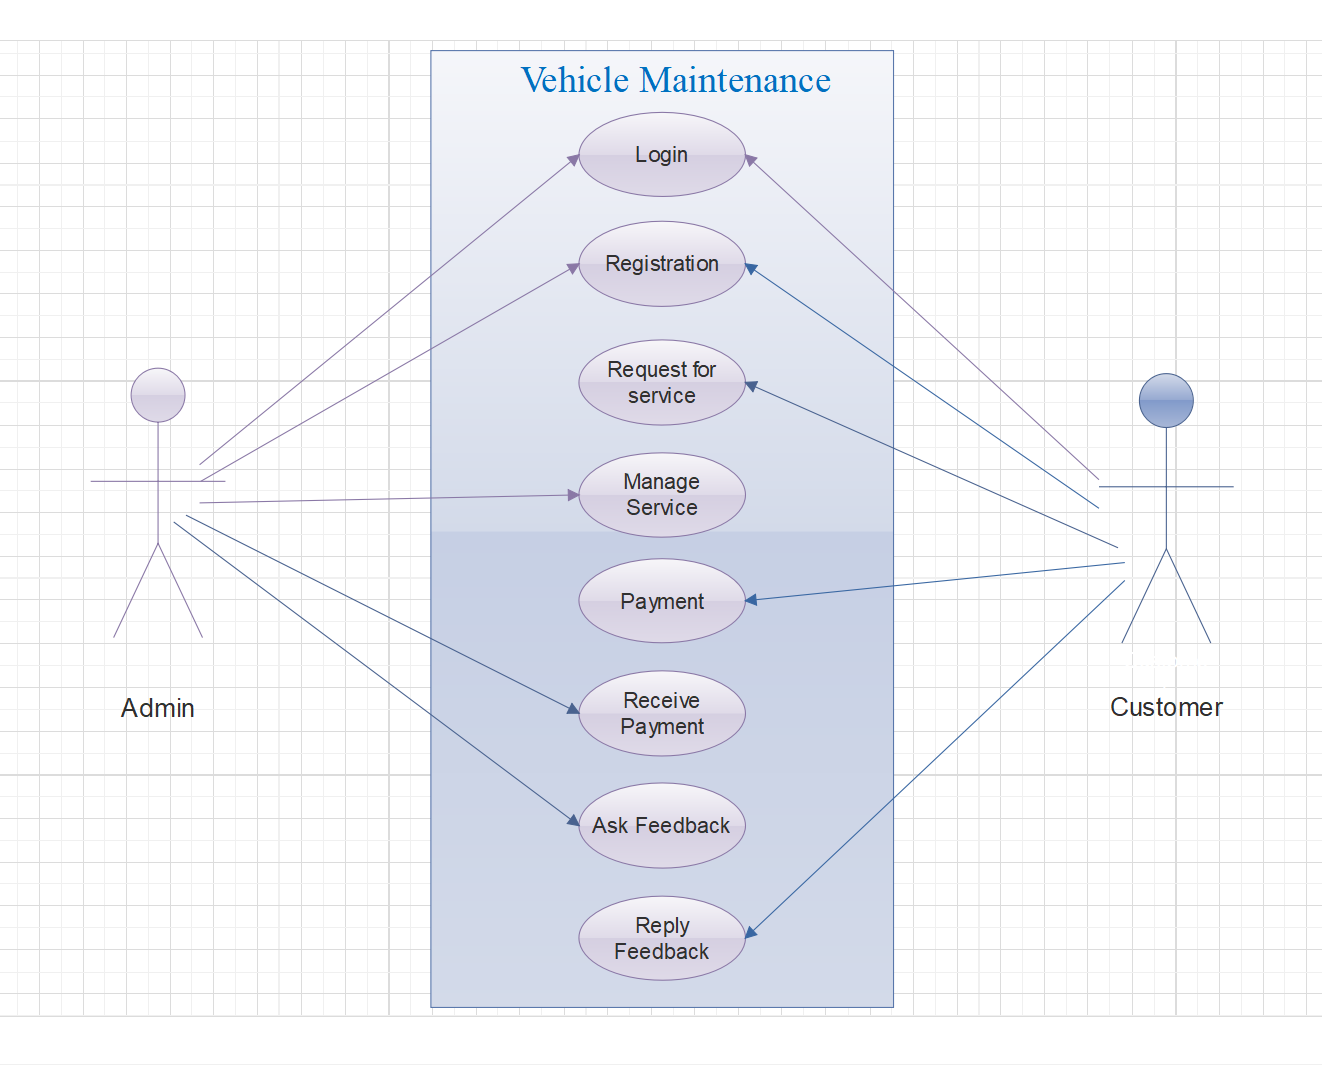 Vehicle Maintenance
Login
Registration
Request for
service
Manage
Service
Payment
Receive
Payment
Ask Feedback
Reply
Feedback
Admin
Customer